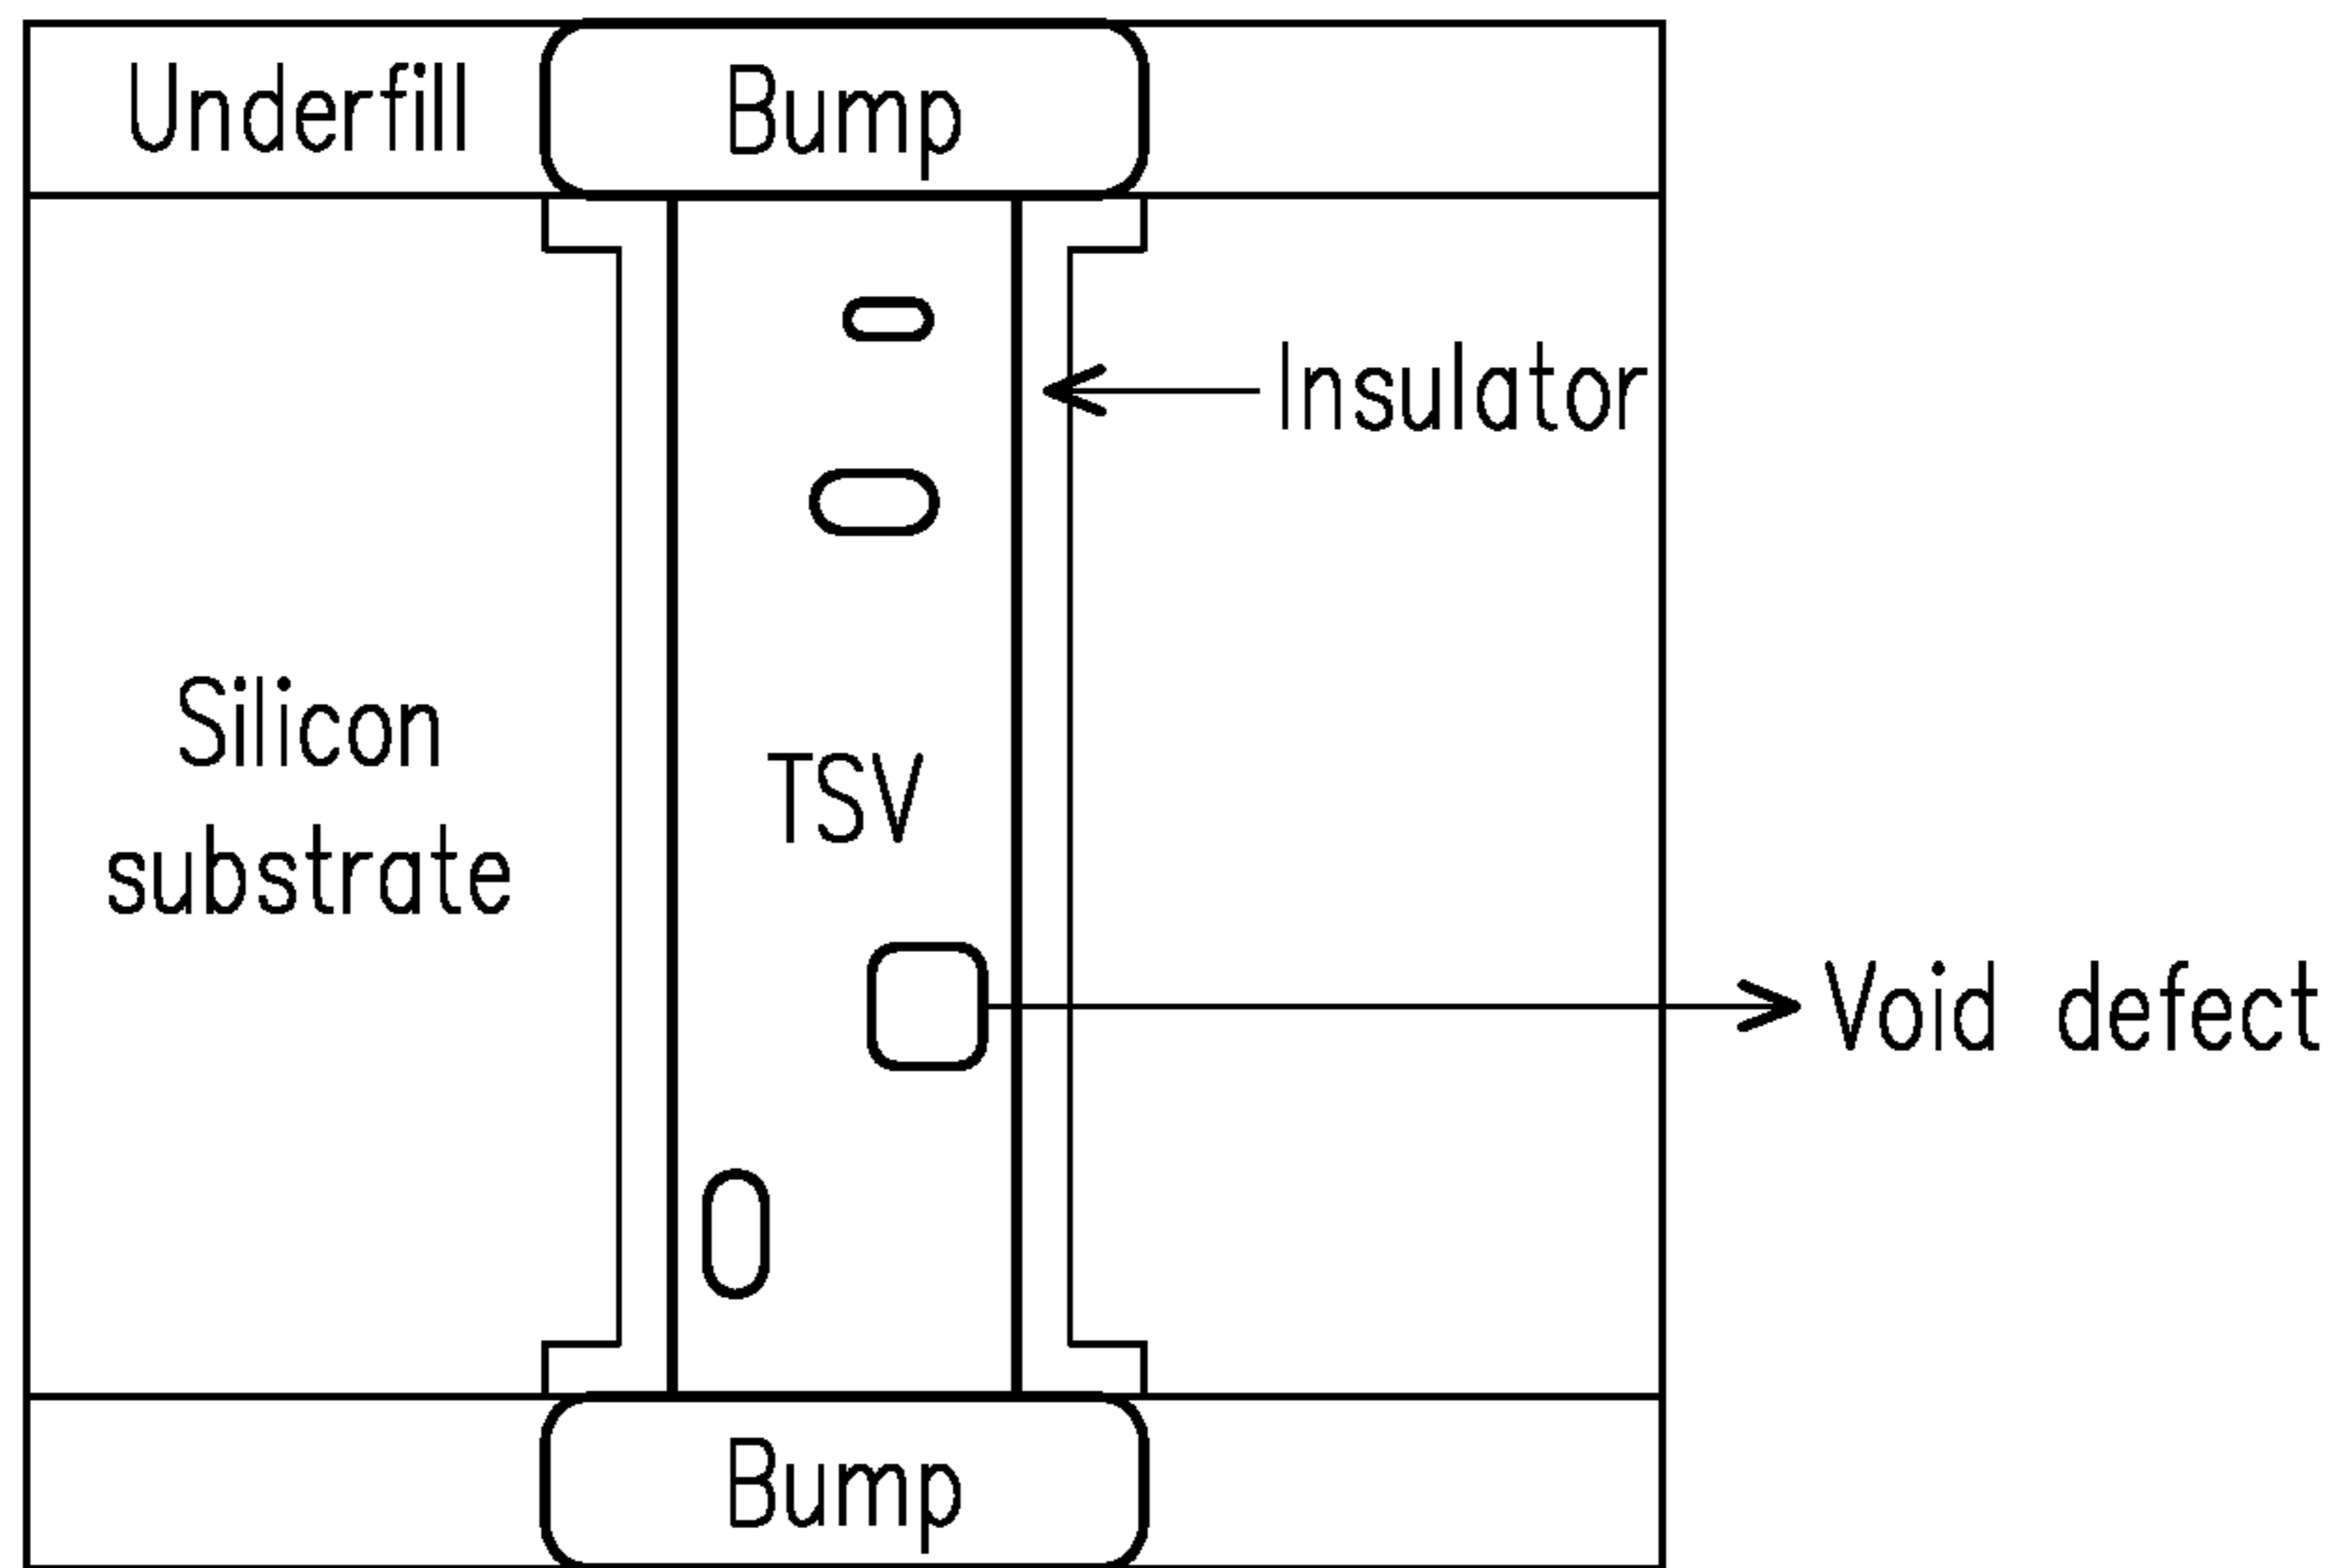 Underfill
Bump
Insulator
Silicon
substrate
TSV
Void defect
Bump